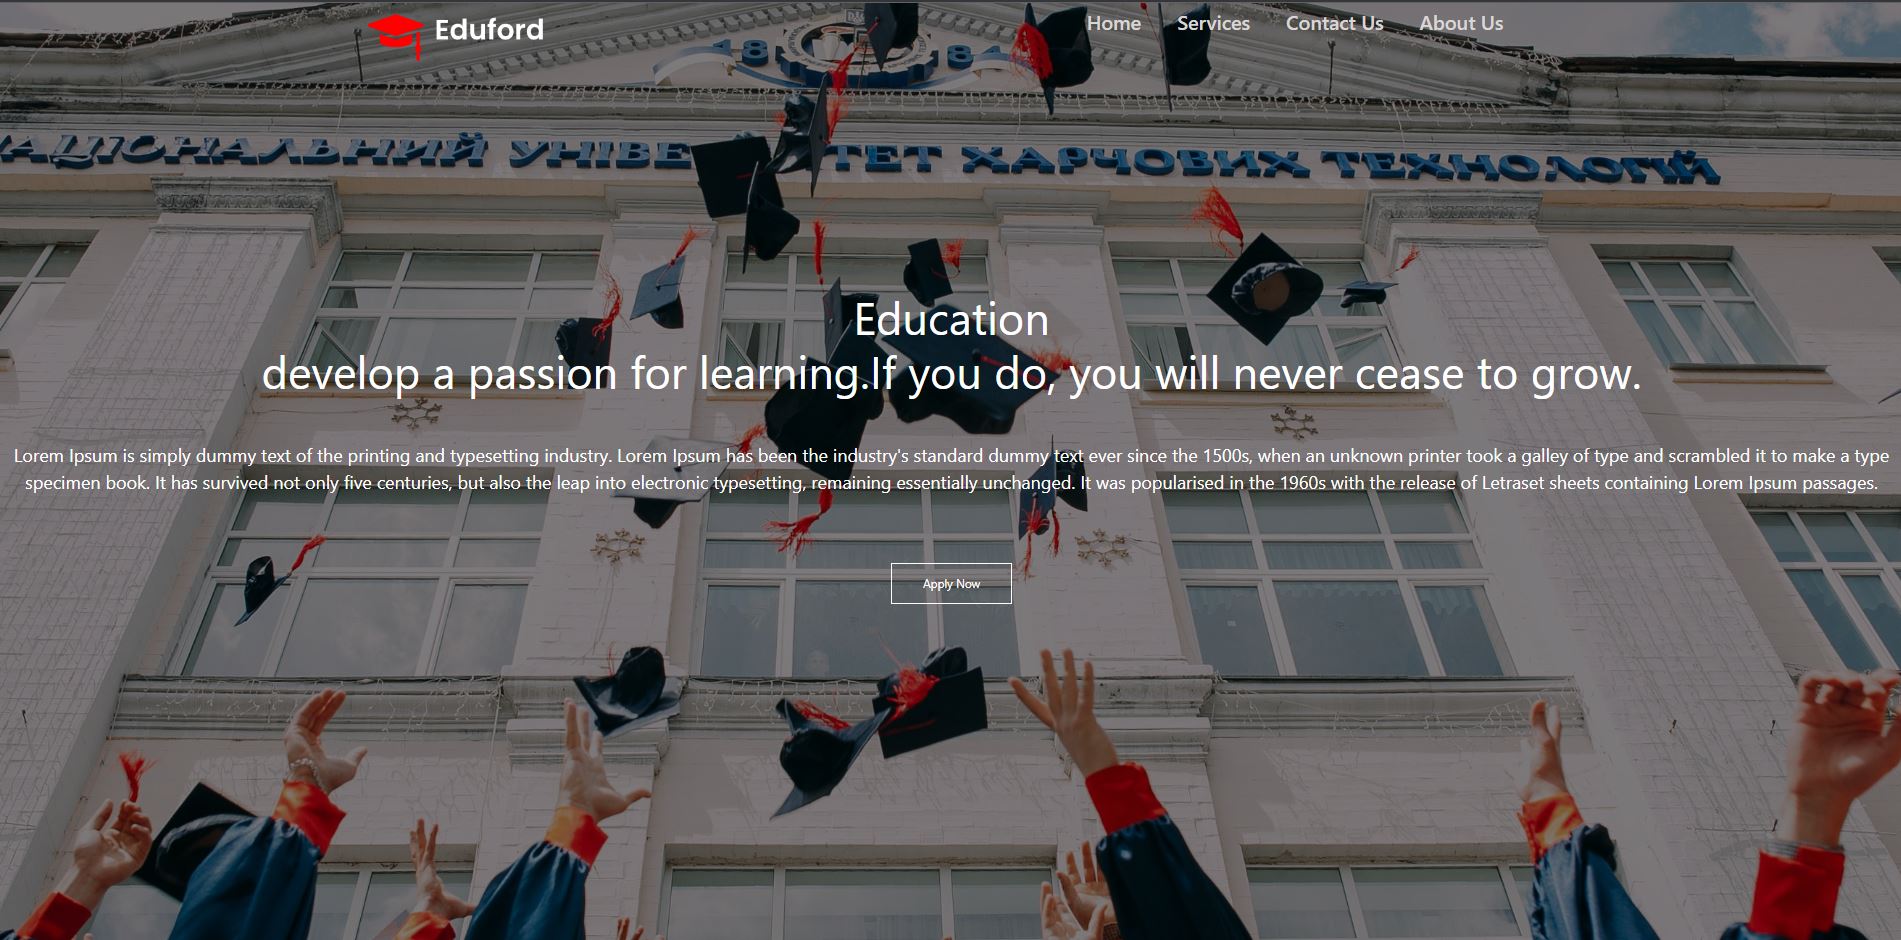 Eduford
Home Services Contact Us About Us
18 84
АЦІОНАЛЬНИЙ УНІВЕ ТЕТ ХАРЧОВИХ ТЕХНОЛОГІЙ
Education
develop a passion for learning.If you do, you will never cease to grow.
Lorem Ipsum is simply dummy text of the printing and typesetting industry. Lorem Ipsum has been the industry's standard dummy text ever since the 1500s, when an unknown printer took a galley of type and scrambled it to make a type
specimen book. It has survived not only five centuries, but also the leap into electronic typesetting, remaining essentially unchanged. It was popularised in the 1960s with the release of Letraset sheets containing Lorem Ipsum passages.
Apply Now